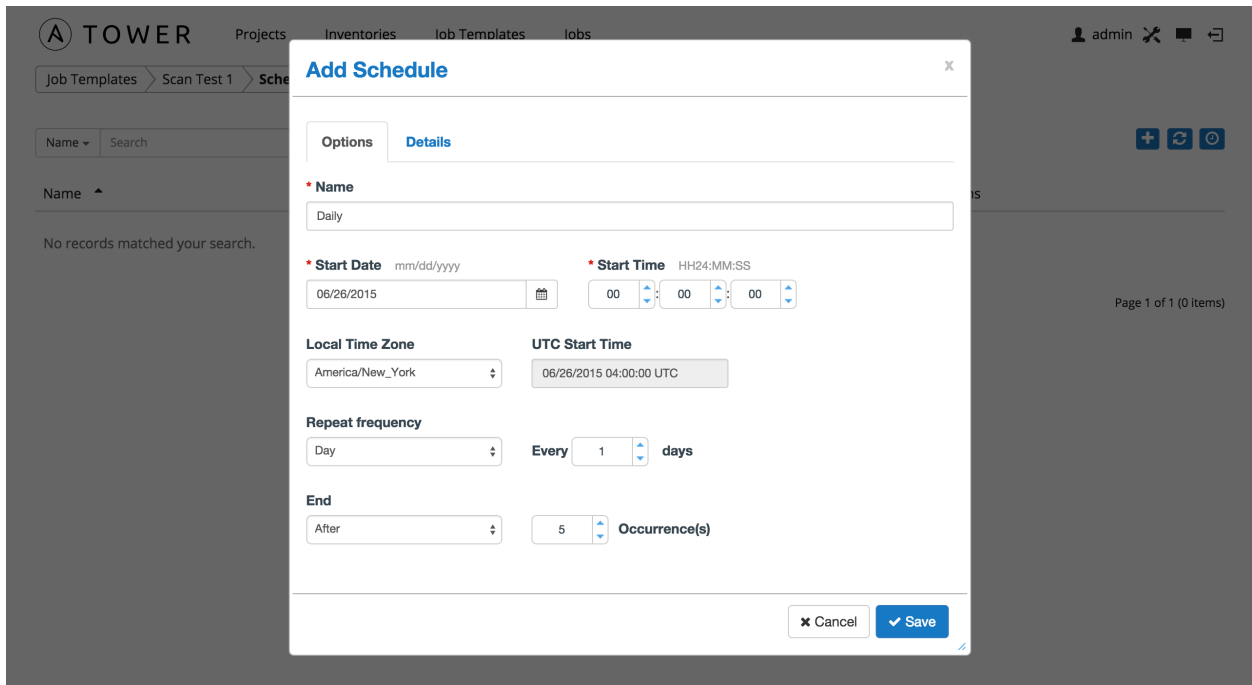 TOWER Projects Inventories Job Templates Jobs admin
Job Templates Scan Test 1 Sche
Add Schedule x
Options Details
Name Search
* Name
Name
Daily
No records matched your search.
* Start Date mm/dd/yyyy * Start Time HH24:MM:SS
06/26/2015 00 : 00 : 00
Page 1 of 1 (0 items)
Local Time Zone UTC Start Time
America/New_York 06/26/2015 04:00:00 UTC
Repeat frequency
Day Every 1 days
End
After 5 Occurrence(s)
Cancel Save